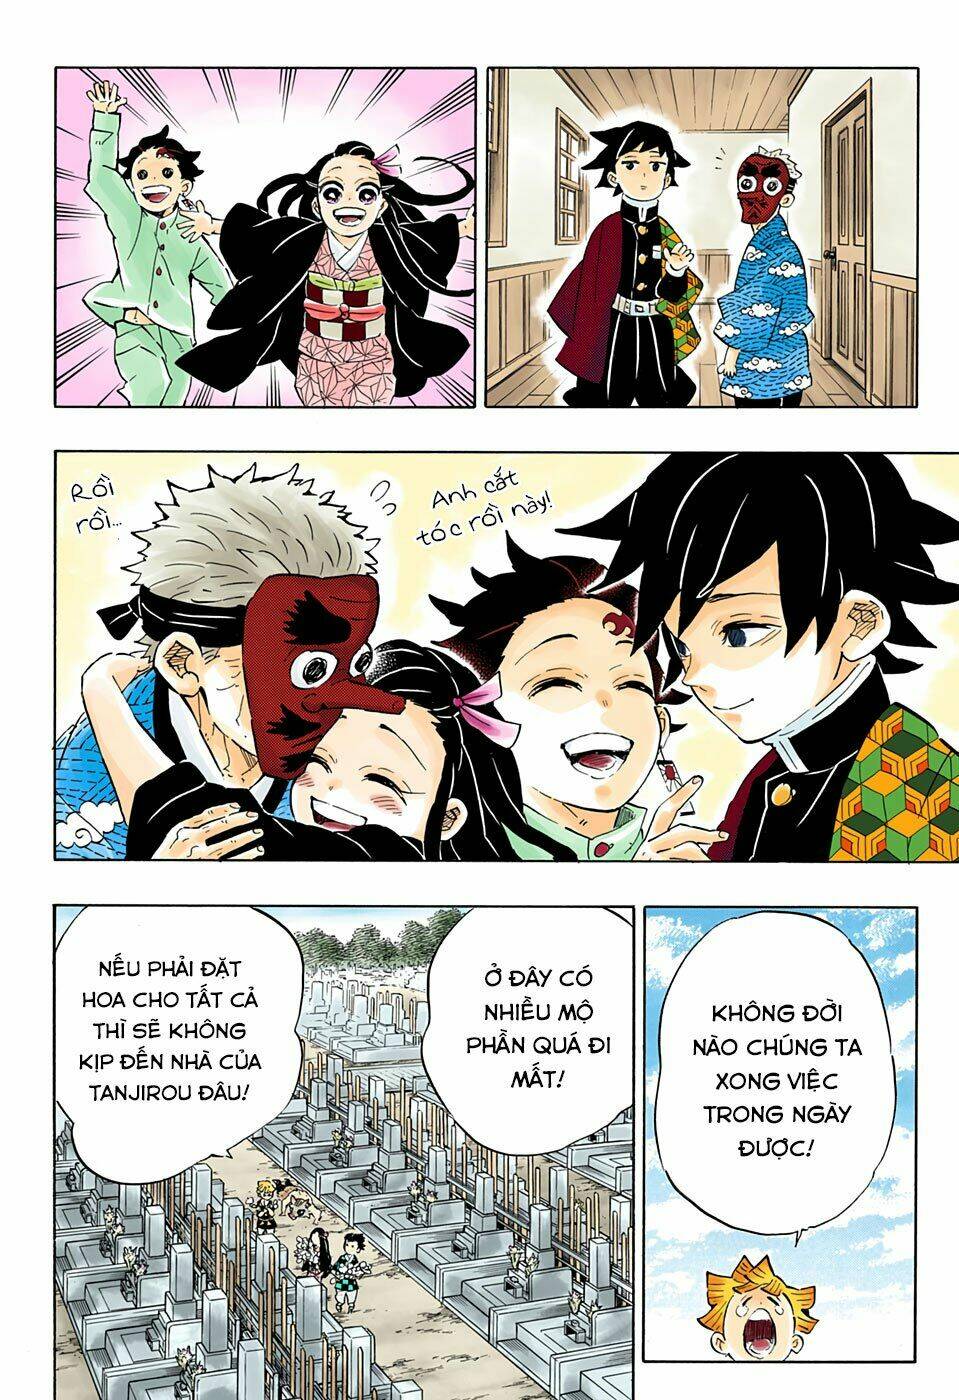 Anh cắt
tóc rồi này!
Rồi
rồi...
KHÔNG ĐỜI
NÀO CHÚNG TA
XONG VIỆC
TRONG NGÀY
ĐƯỢC!
Ở ĐÂY CÓ
NHIỀU MỘ
PHẦN QUÁ ĐI
MẤT!
NẾU PHẢI ĐẶT
HOA CHO TẤT CẢ
THÌ SẼ KHÔNG
KỊP ĐẾN NHÀ CỦA
TANJIROU ĐÂU!